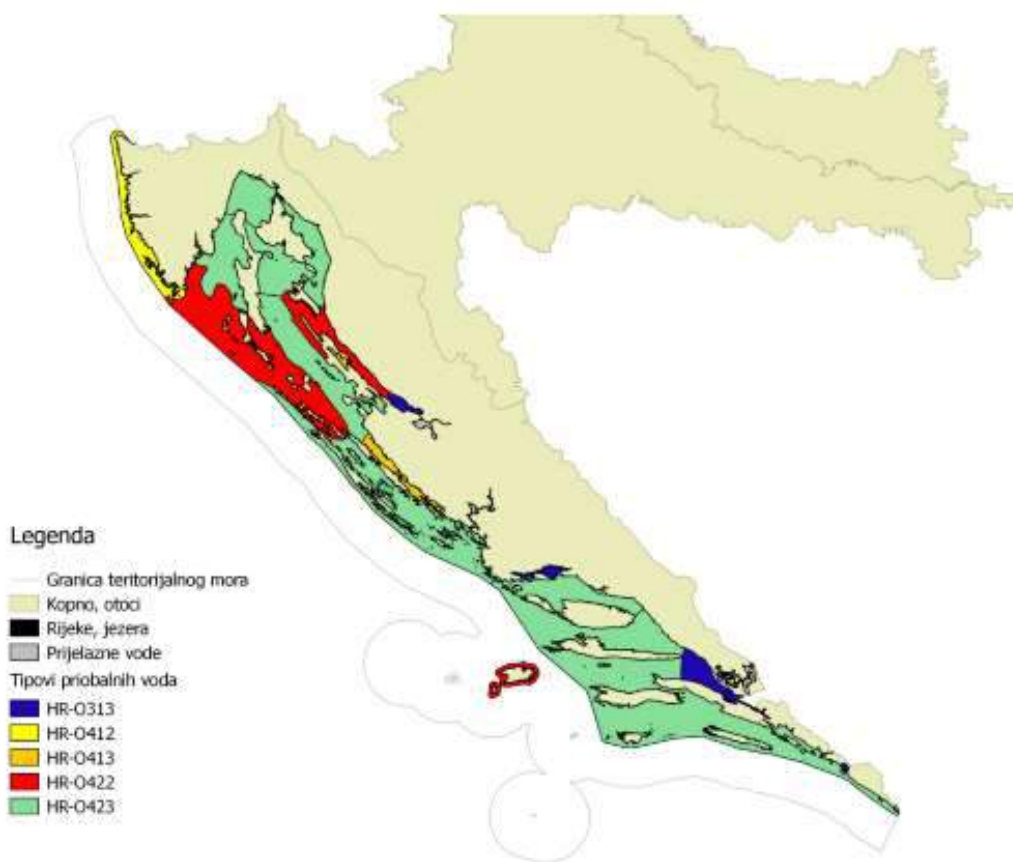 Legenda
Granica teritorijalnog mora
Kopno, otoci
Rijeke, jezera
Prijelazne vode
Tipovi priobalnih voda
HR-O313
HR-O412
HR-O413
HR-O422
HR-O423